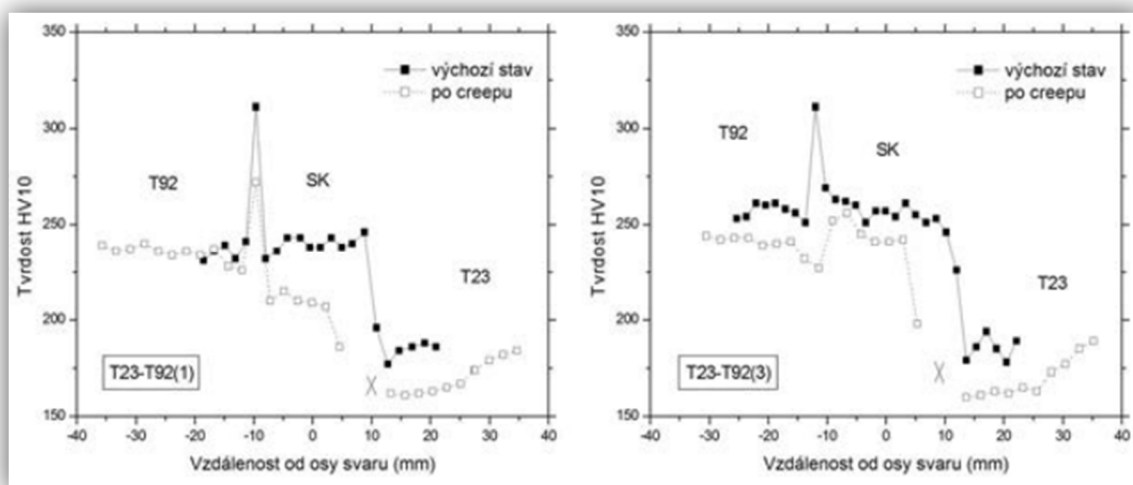 350
300
250
200
150
Tvrdost HV10
výchozí stav
po creepu
T92
SK
T23
T23-T92(1)
-40 -30 -20 -10 0 10 20 30 40
Vzdálenost od osy svaru (mm)
350
300
250
200
150
Tvrdost HV10
výchozí stav
po creepu
T92
SK
T23
T23-T92(3)
-40 -30 -20 -10 0 10 20 30 40
Vzdálenost od osy svaru (mm)